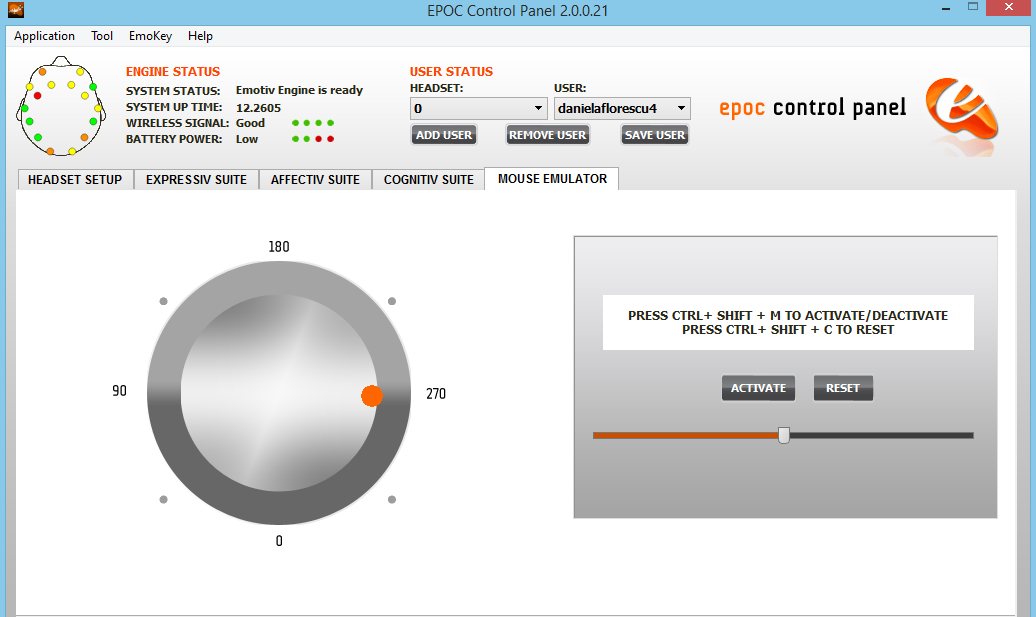 EPOC Control Panel 2.0.0.21
Application Tool EmoKey Help
ENGINE STATUS
SYSTEM STATUS: Emotiv Engine is ready
SYSTEM UP TIME: 12.2605
WIRELESS SIGNAL: Good
BATTERY POWER: Low
USER STATUS
HEADSET: USER:
0 danielaflorescu4
ADD USER REMOVE USER SAVE USER
epoc control panel
HEADSET SETUP EXPRESSIV SUITE AFFECTIV SUITE COGNITIV SUITE MOUSE EMULATOR
180
90
270
0
PRESS CTRL+ SHIFT + M TO ACTIVATE/DEACTIVATE
PRESS CTRL+ SHIFT + C TO RESET
ACTIVATE RESET